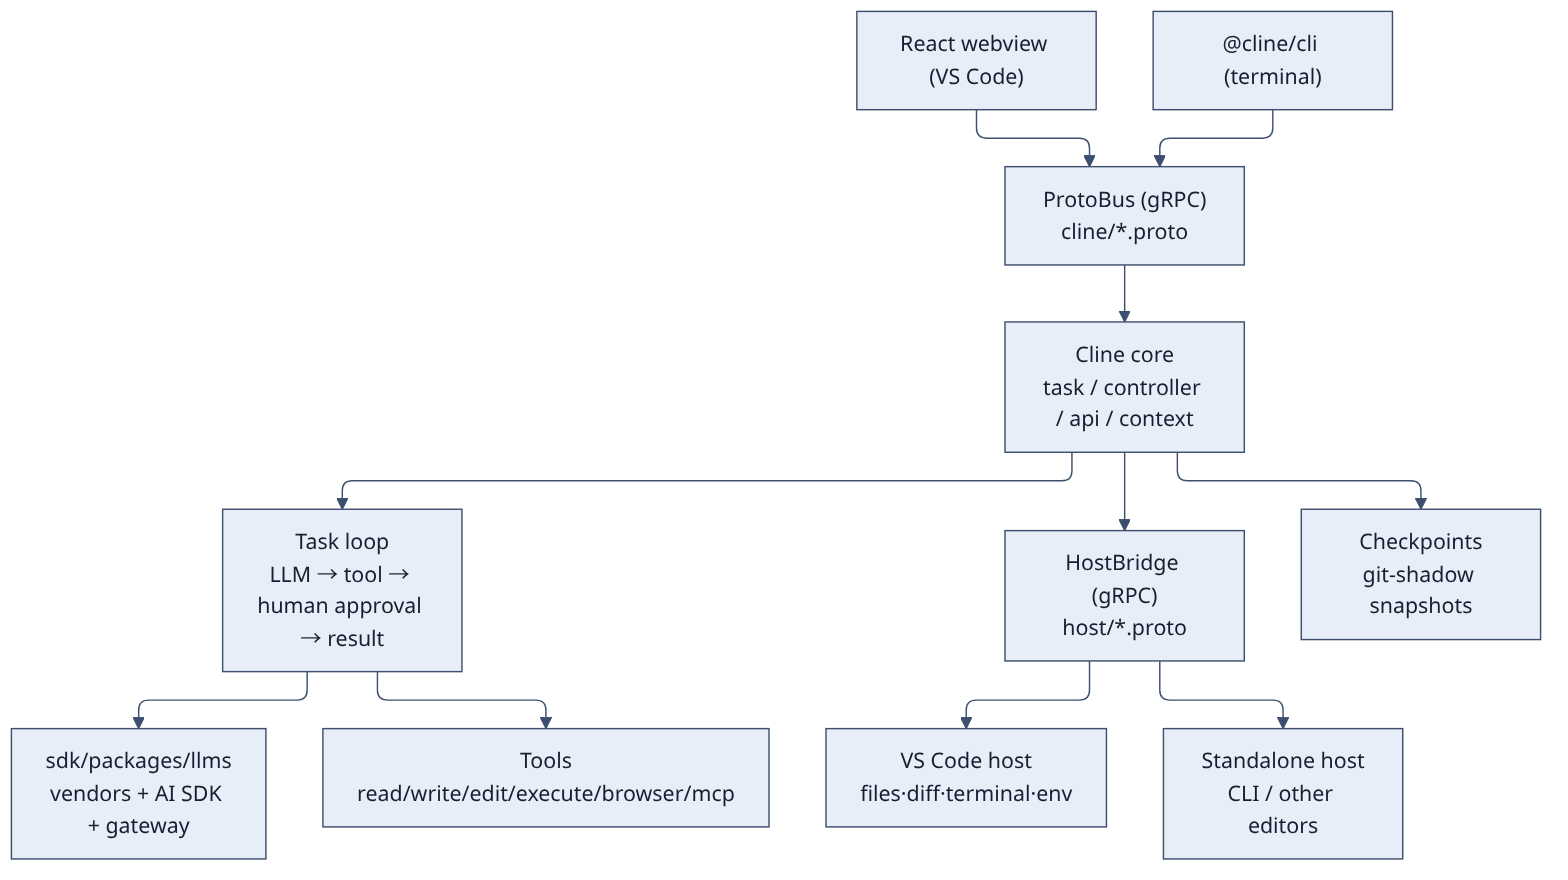 React webview
(VS Code)
@cline/cli
(terminal)
ProtoBus (gRPC)
cline/*.proto
Cline core
task / controller
/ api / context
Task loop
LLM → tool →
human approval
→ result
HostBridge
(gRPC)
host/*.proto
Checkpoints
git-shadow
snapshots
sdk/packages/llms
vendors + AI SDK
+ gateway
Tools
read/write/edit/execute/browser/mcp
VS Code host
files·diff·terminal·env
Standalone host
CLI / other
editors